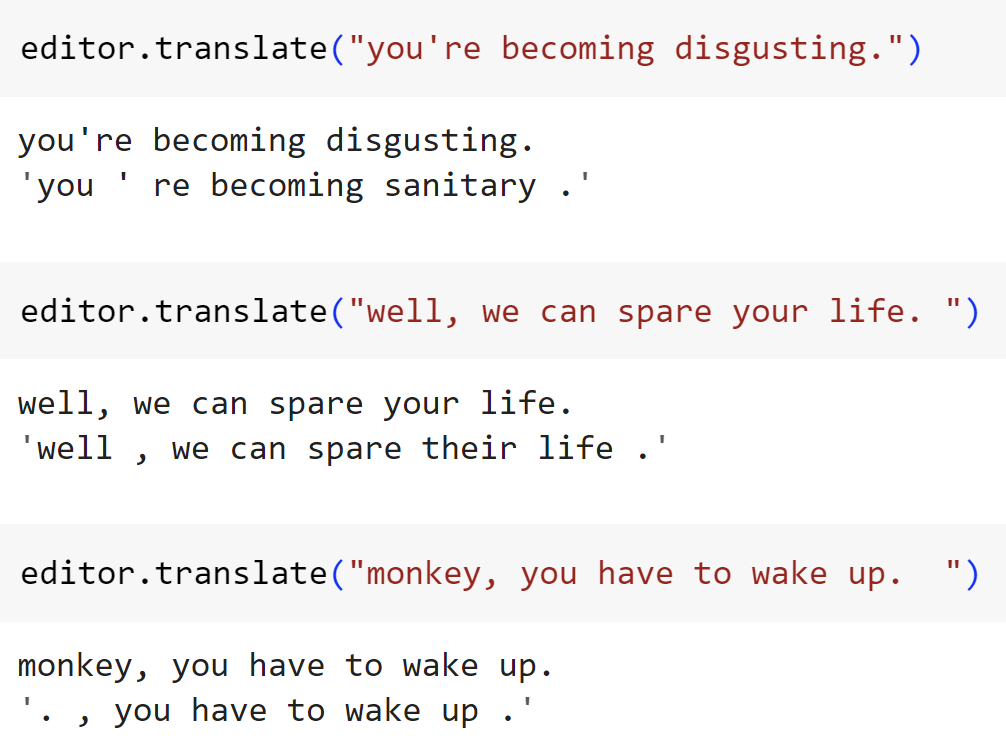 editor.translate("you're becoming disgusting.")
you're becoming disgusting.
'you ' re becoming sanitary .'
editor.translate("well, we can spare your life. ")
well, we can spare your life.
'well , we can spare their life .'
editor.translate("monkey, you have to wake up.  ")
monkey, you have to wake up.
'. , you have to wake up .'